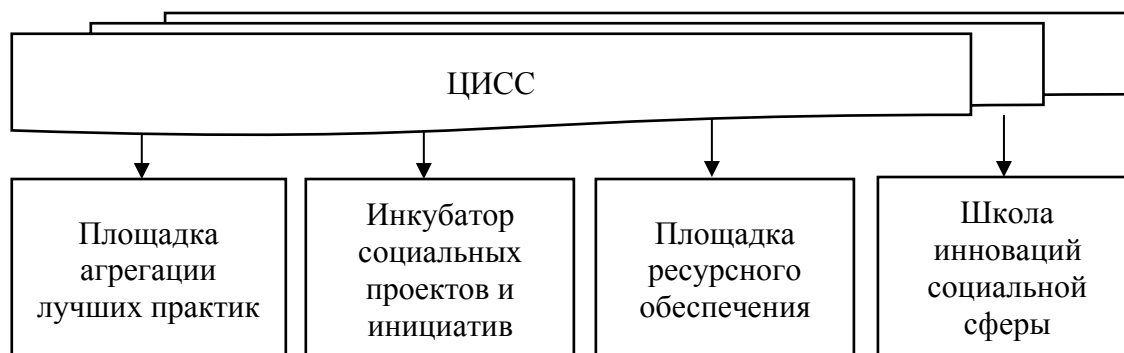 ЦИСС
Площадка
агрегации
лучших практик
Инкубатор
социальных
проектов и
инициатив
Площадка
ресурсного
обеспечения
Школа
инноваций
социальной
сферы